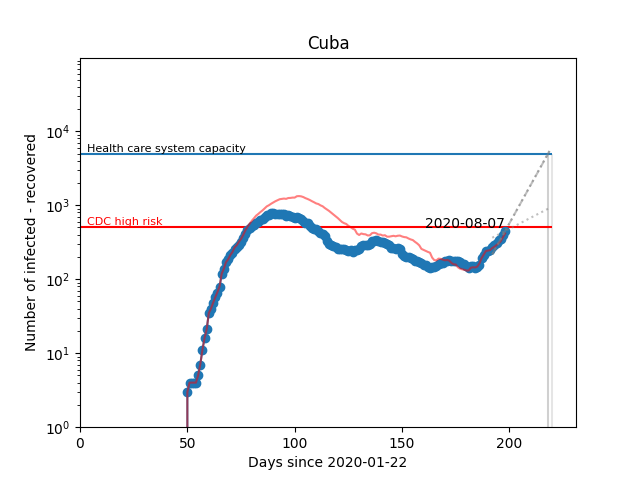 Cuba
Number of infected - recovered
10^4
10^3
10^2
10^1
10^0
Health care system capacity
CDC high risk
2020-08-07
0 50 100 150 200
Days since 2020-01-22